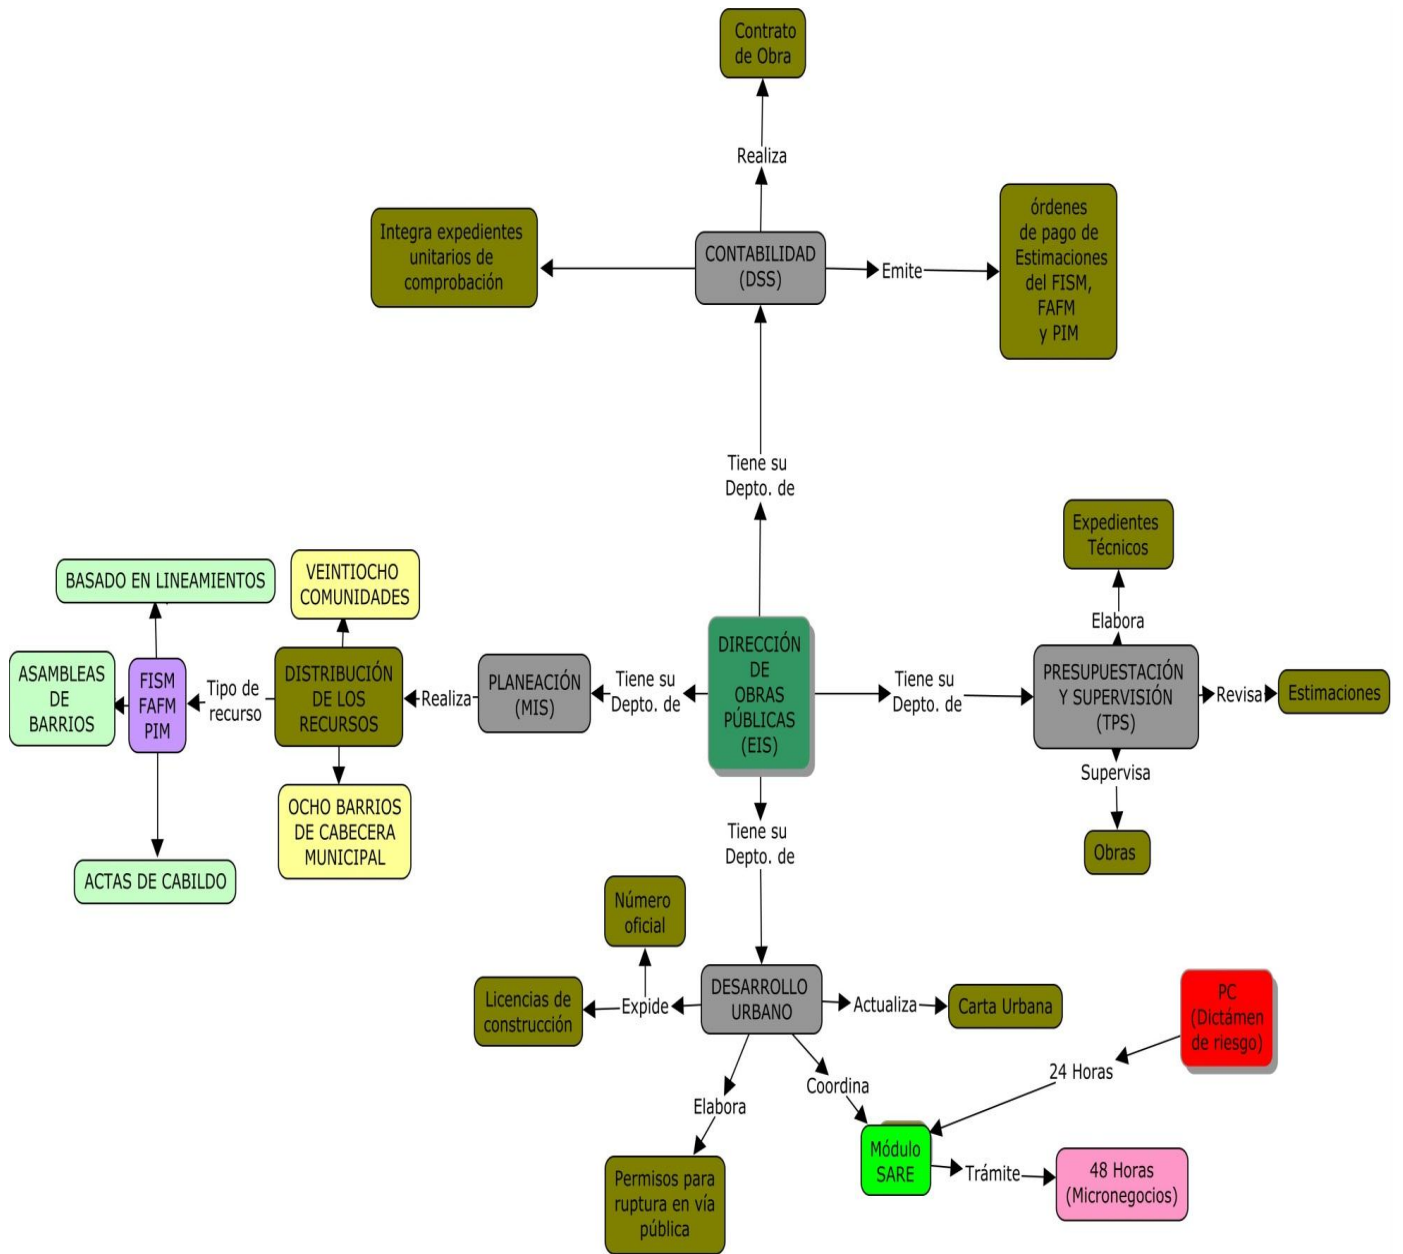 Contrato
de Obra
Realiza
Integra expedientes
unitarios de
comprobación
CONTABILIDAD
(DSS)
Emite
órdenes
de pago de
Estimaciones
del FISM,
FAFM
y PIM
Tiene su
Depto. de
Expedientes
Técnicos
Elabora
BASADO EN LINEAMIENTOS
VEINTIOCHO
COMUNIDADES
ASAMBLEAS
DE
BARRIOS
FISM
FAFM
PIM
Tipo de
recurso
DISTRIBUCIÓN
DE LOS
RECURSOS
Realiza
PLANEACIÓN
(MIS)
Tiene su
Depto. de
DIRECCIÓN
DE
OBRAS
PÚBLICAS
(EIS)
Tiene su
Depto. de
PRESUPUESTACIÓN
Y SUPERVISIÓN
(TPS)
Revisa
Estimaciones
Supervisa
Obras
OCHO BARRIOS
DE CABECERA
MUNICIPAL
ACTAS DE CABILDO
Tiene su
Depto. de
Número
oficial
Licencias de
construcción
Expide
DESARROLLO
URBANO
Actualiza
Carta Urbana
PC
(Dictámen
de riesgo)
24 Horas
Coordina
Elabora
Permisos para
ruptura en vía
pública
Módulo
SARE
Trámite
48 Horas
(Micronegocios)